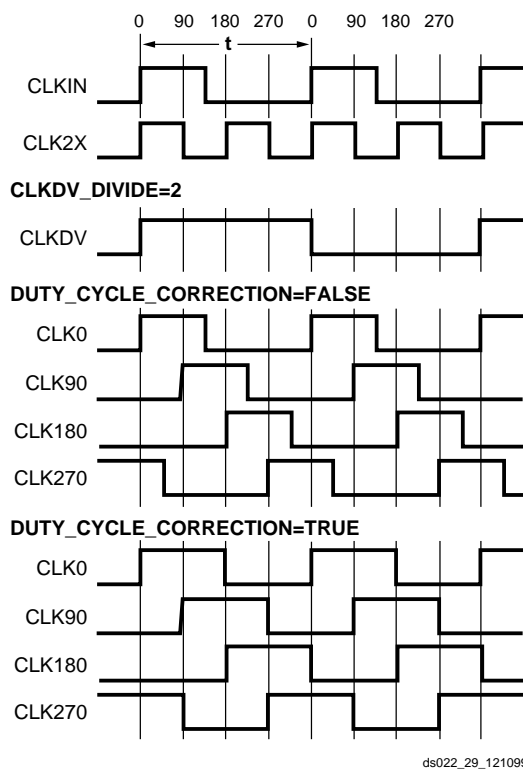 0 90 180 270 0 90 180 270
t
CLKIN
CLK2X
CLKDV_DIVIDE=2
CLKDV
DUTY_CYCLE_CORRECTION=FALSE
CLK0
CLK90
CLK180
CLK270
DUTY_CYCLE_CORRECTION=TRUE
CLK0
CLK90
CLK180
CLK270
ds022_29_121099